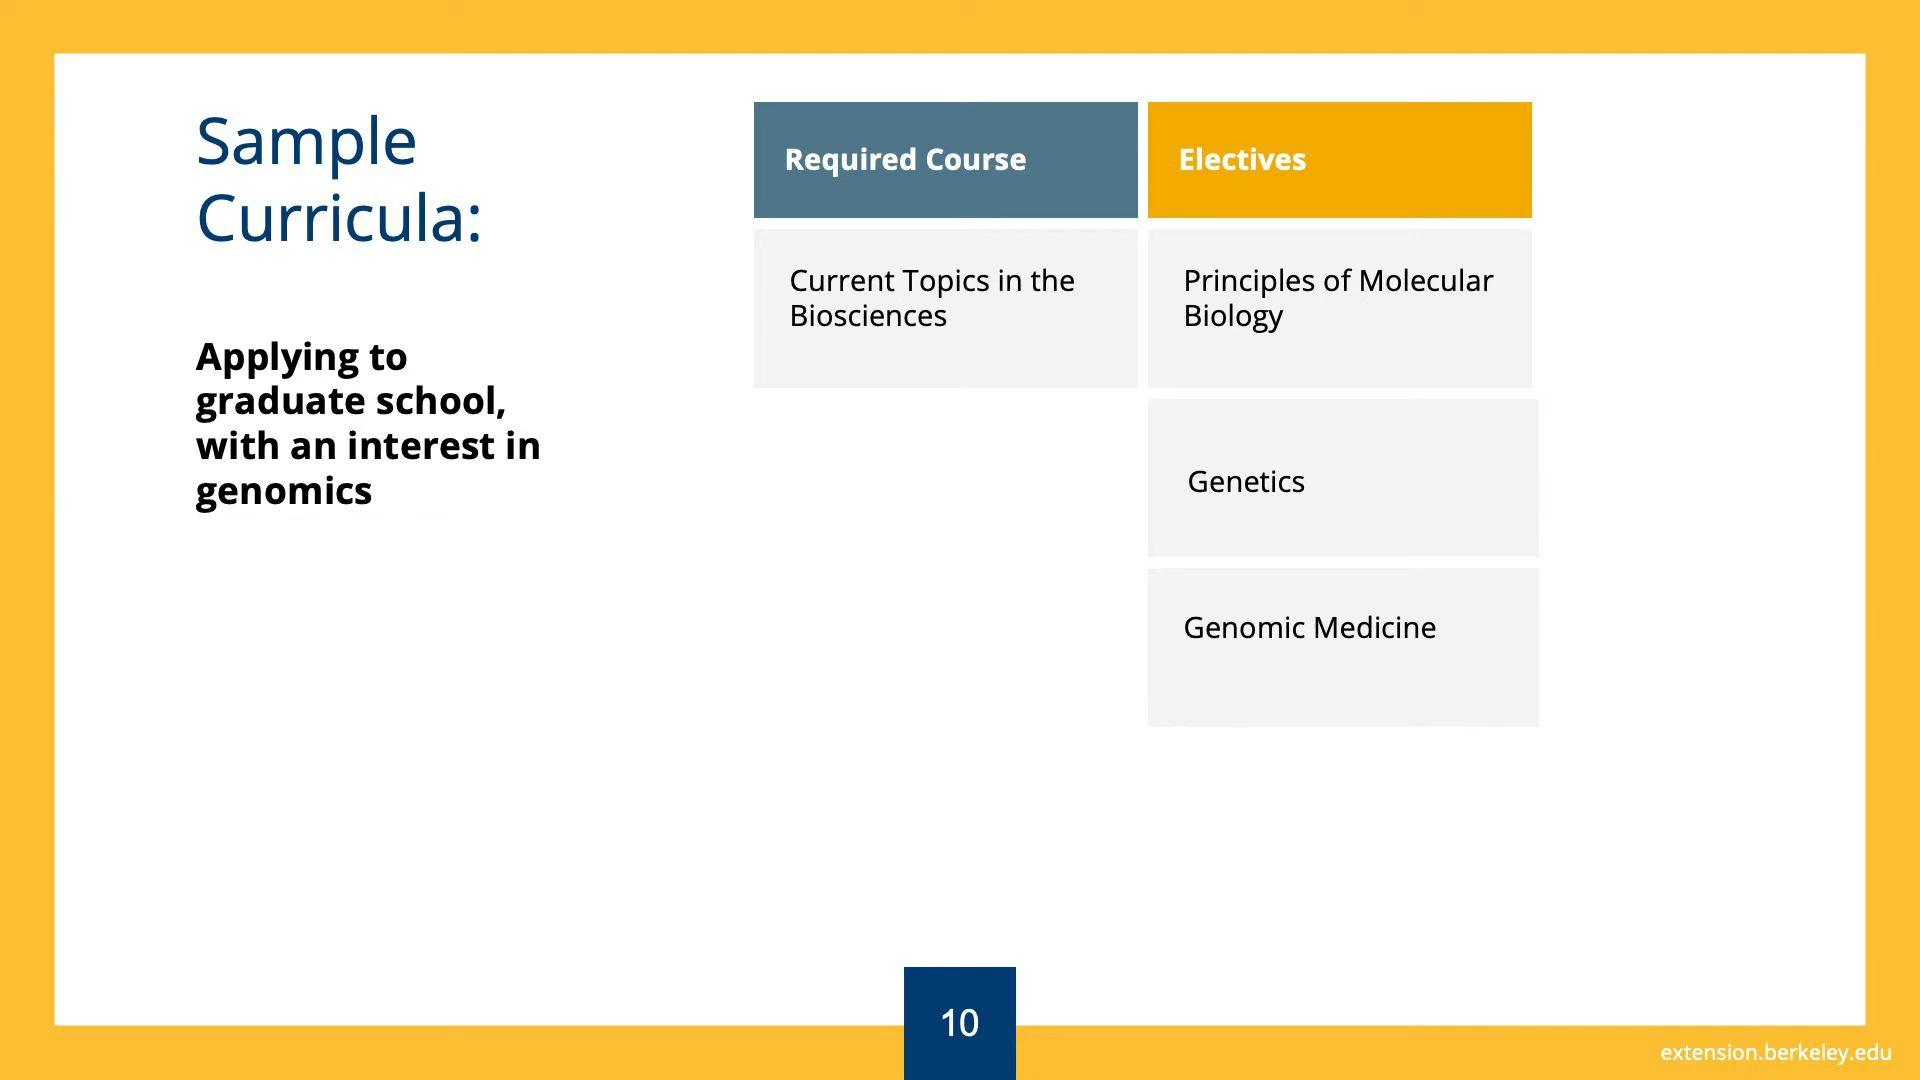 Sample
Curricula:
Applying to
graduate school,
with an interest in
genomics
Required Course
Electives
Current Topics in the
Biosciences
Principles of Molecular
Biology
Genetics
Genomic Medicine
10
extension.berkeley.edu